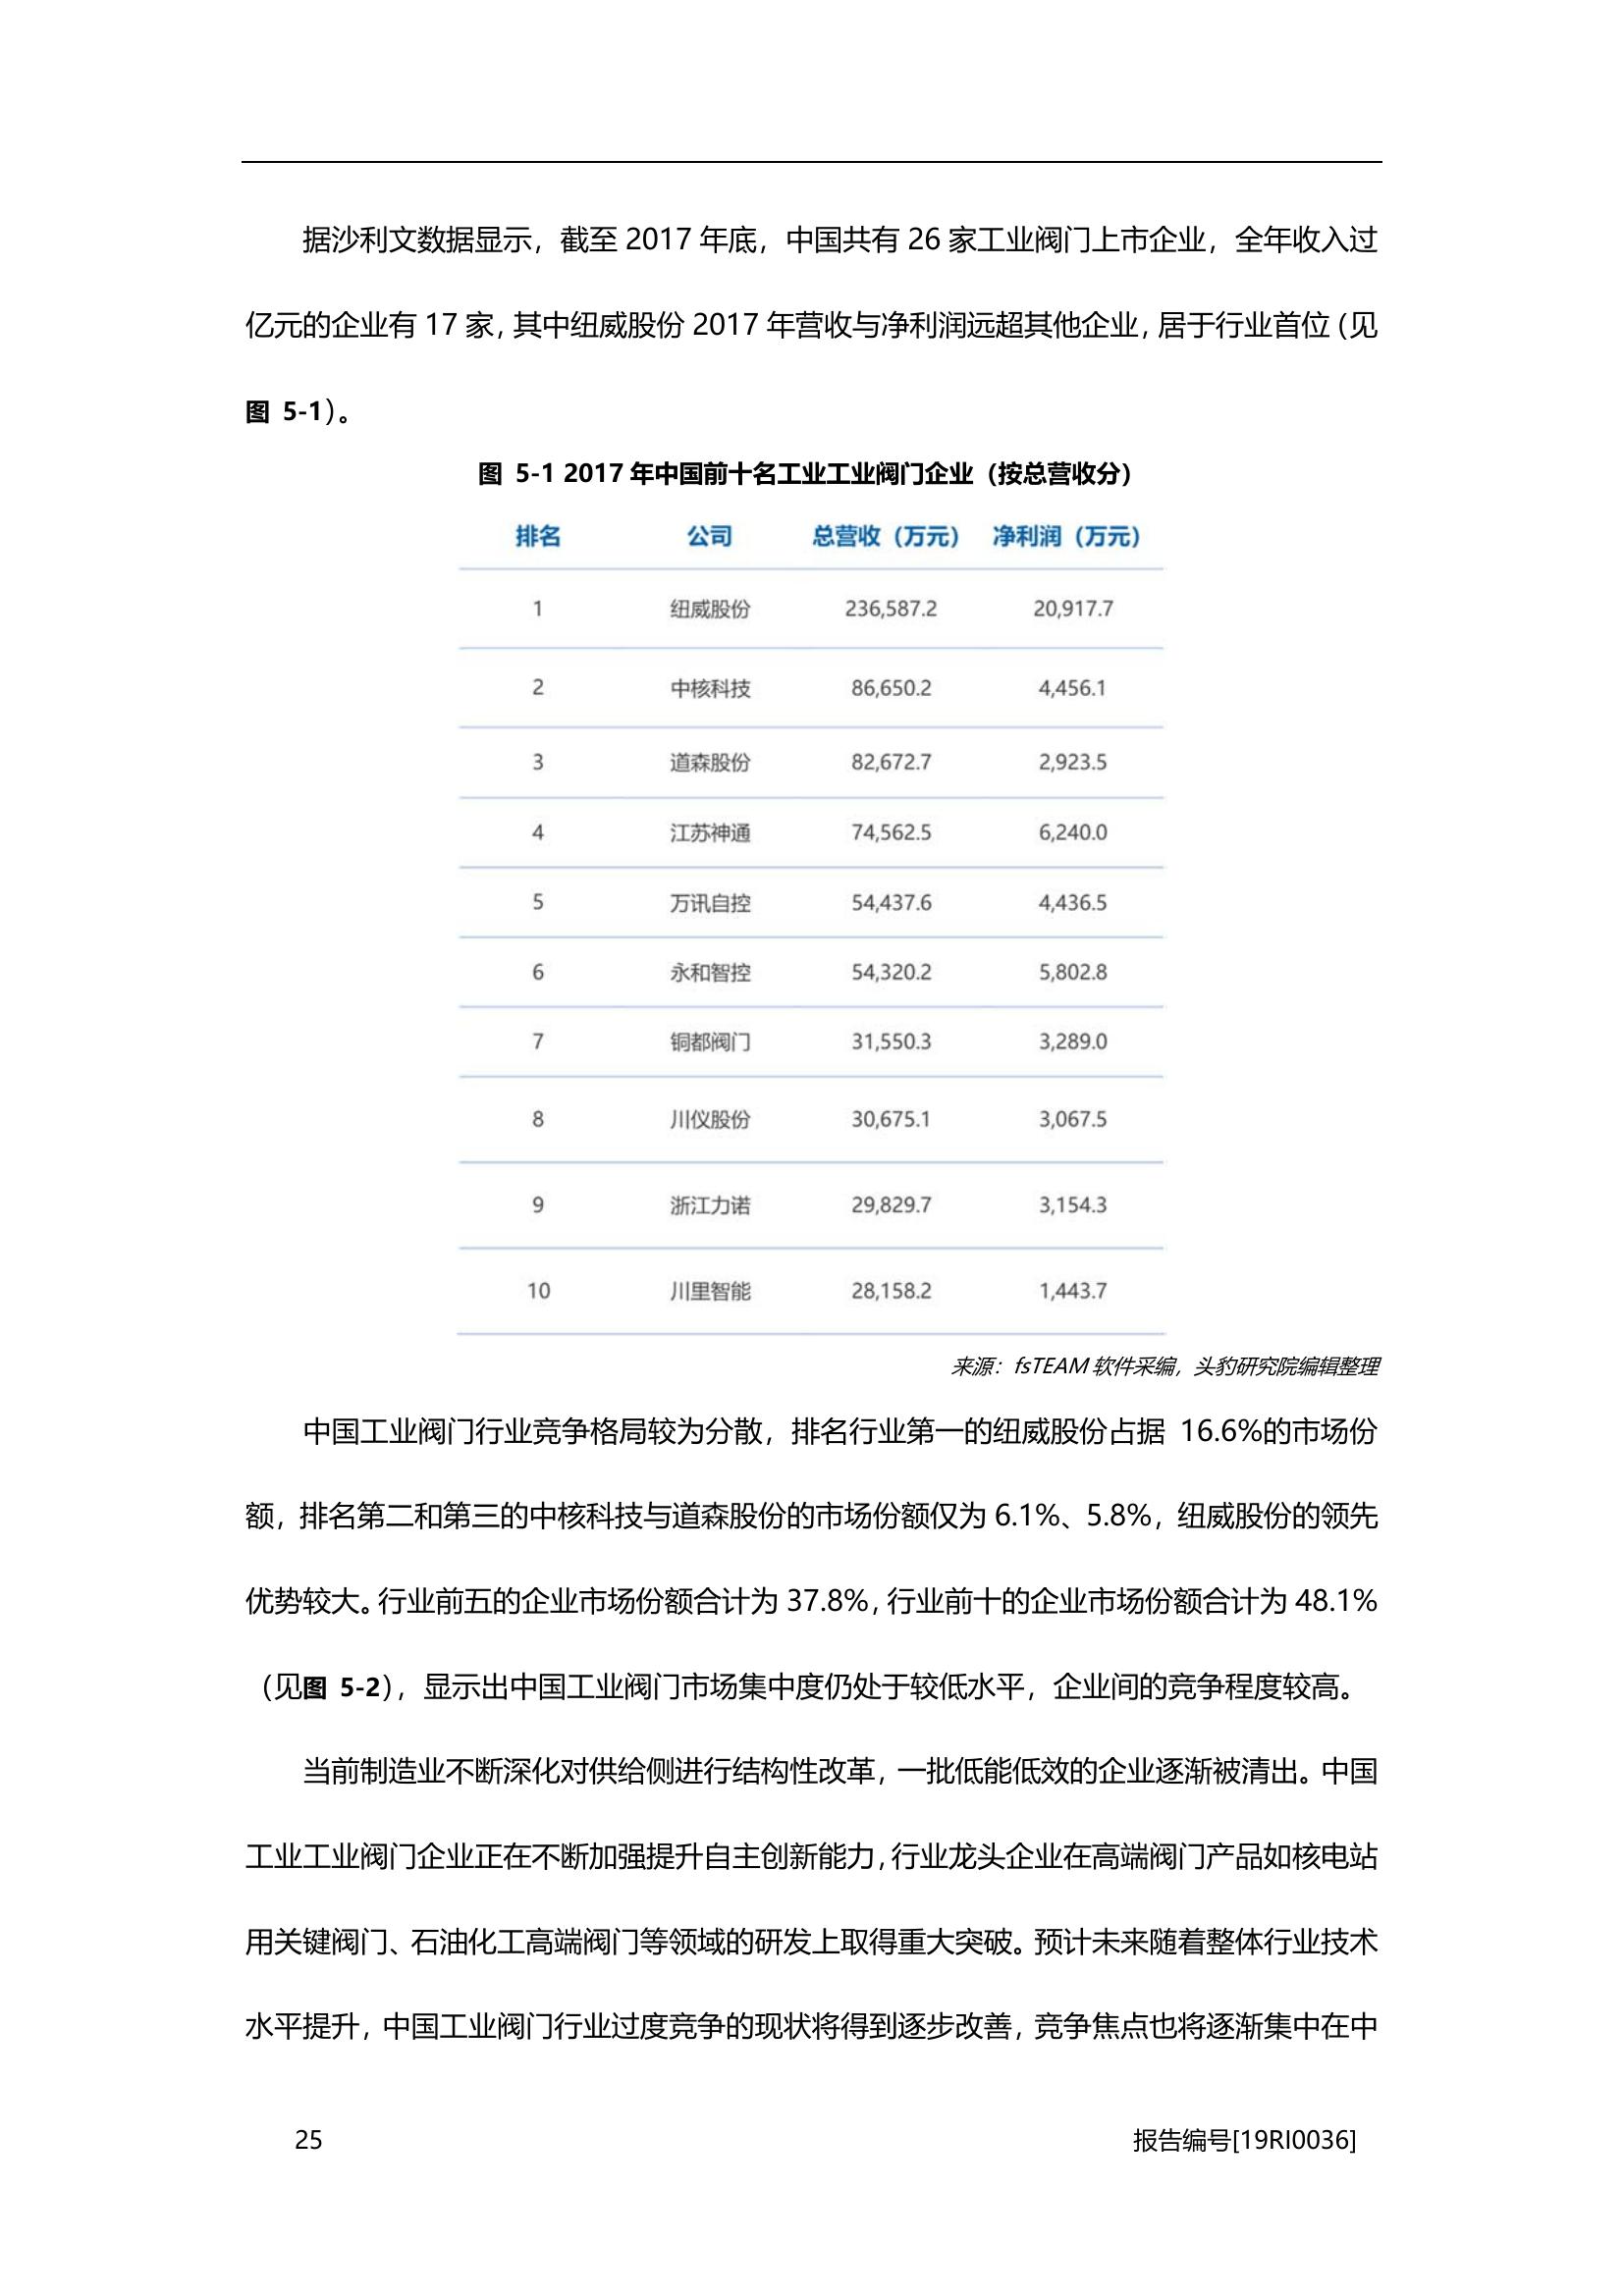 据沙利文数据显示，截至 2017 年底，中国共有 26 家工业阀门上市企业，全年收入过
亿元的企业有 17 家，其中纽威股份 2017 年营收与净利润远超其他企业，居于行业首位（见
图 5-1）。
图 5-1 2017 年中国前十名工业工业阀门企业（按总营收分）
排名 公司 总营收（万元） 净利润（万元）
1 纽威股份 236,587.2 20,917.7
2 中核科技 86,650.2 4,456.1
3 道森股份 82,672.7 2,923.5
4 江苏神通 74,562.5 6,240.0
5 万讯自控 54,437.6 4,436.5
6 永和智控 54,320.2 5,802.8
7 铜都阀门 31,550.3 3,289.0
8 川仪股份 30,675.1 3,067.5
9 浙江力诺 29,829.7 3,154.3
10 川里智能 28,158.2 1,443.7
来源：fsTEAM 软件采编，头豹研究院编辑整理
中国工业阀门行业竞争格局较为分散，排名行业第一的纽威股份占据 16.6%的市场份
额，排名第二和第三的中核科技与道森股份的市场份额仅为 6.1%、5.8%，纽威股份的领先
优势较大。行业前五的企业市场份额合计为 37.8%，行业前十的企业市场份额合计为 48.1%
（见图 5-2），显示出中国工业阀门市场集中度仍处于较低水平，企业间的竞争程度较高。
当前制造业不断深化对供给侧进行结构性改革，一批低能低效的企业逐渐被清出。中国
工业工业阀门企业正在不断加强提升自主创新能力，行业龙头企业在高端阀门产品如核电站
用关键阀门、石油化工高端阀门等领域的研发上取得重大突破。预计未来随着整体行业技术
水平提升，中国工业阀门行业过度竞争的现状将得到逐步改善，竞争焦点也将逐渐集中在中
25 报告编号[19RI0036]